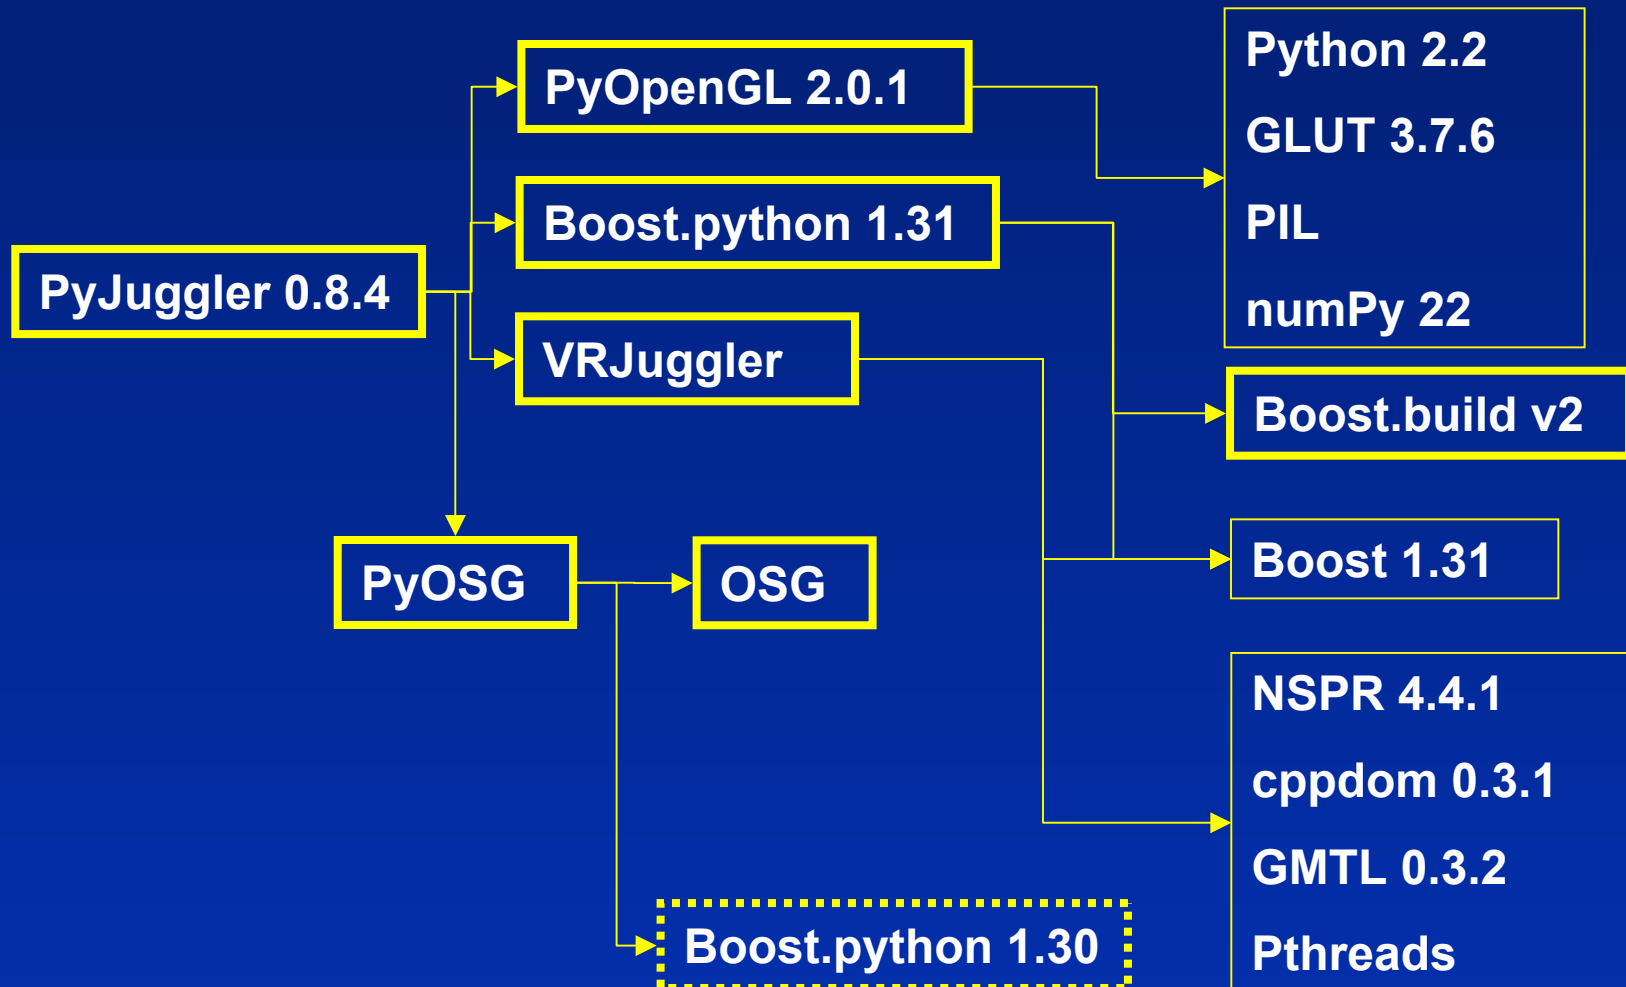 PyOpenGL 2.0.1
Python 2.2
GLUT 3.7.6
PIL
numPy 22
Boost.python 1.31
PyJuggler 0.8.4
VRJuggler
Boost.build v2
PyOSG
OSG
Boost 1.31
NSPR 4.4.1
cppdom 0.3.1
GMTL 0.3.2
Pthreads
Boost.python 1.30